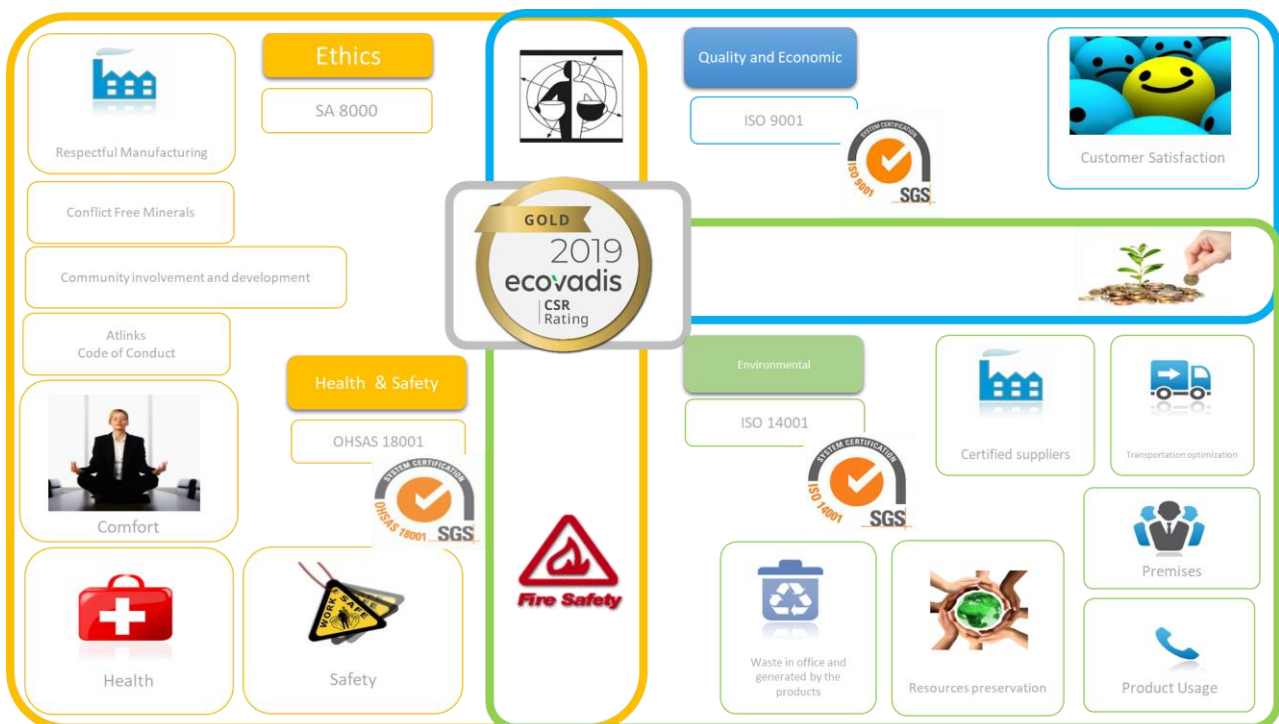 Ethics
SA 8000
Respectful Manufacturing
Conflict Free Minerals
Community involvement and development
Atlinks
Code of Conduct
Health & Safety
OHSAS 18001
SYSTEM CERTIFICATION
OHSAS 18001
SGS
Comfort
Health
WORK SAFE
Safety
GOLD
2019
ecovadis
CSR
Rating
Fire Safety
Quality and Economic
ISO 9001
SYSTEM CERTIFICATION
ISO 9001
SGS
Customer Satisfaction
Environmental
ISO 14001
SYSTEM CERTIFICATION
ISO 14001
SGS
Certified suppliers
Transportation optimization
Premises
Waste in office and
generated by the
products
Resources preservation
Product Usage